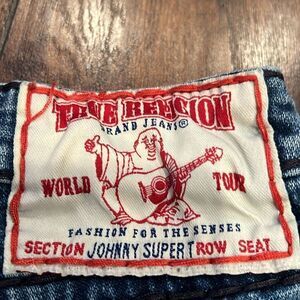 TRUE RELIGION
BRAND JEANS®
WORLD TOUR
FASHION FOR THE SENSES
SECTION JOHNNY SUPER T ROW SEAT